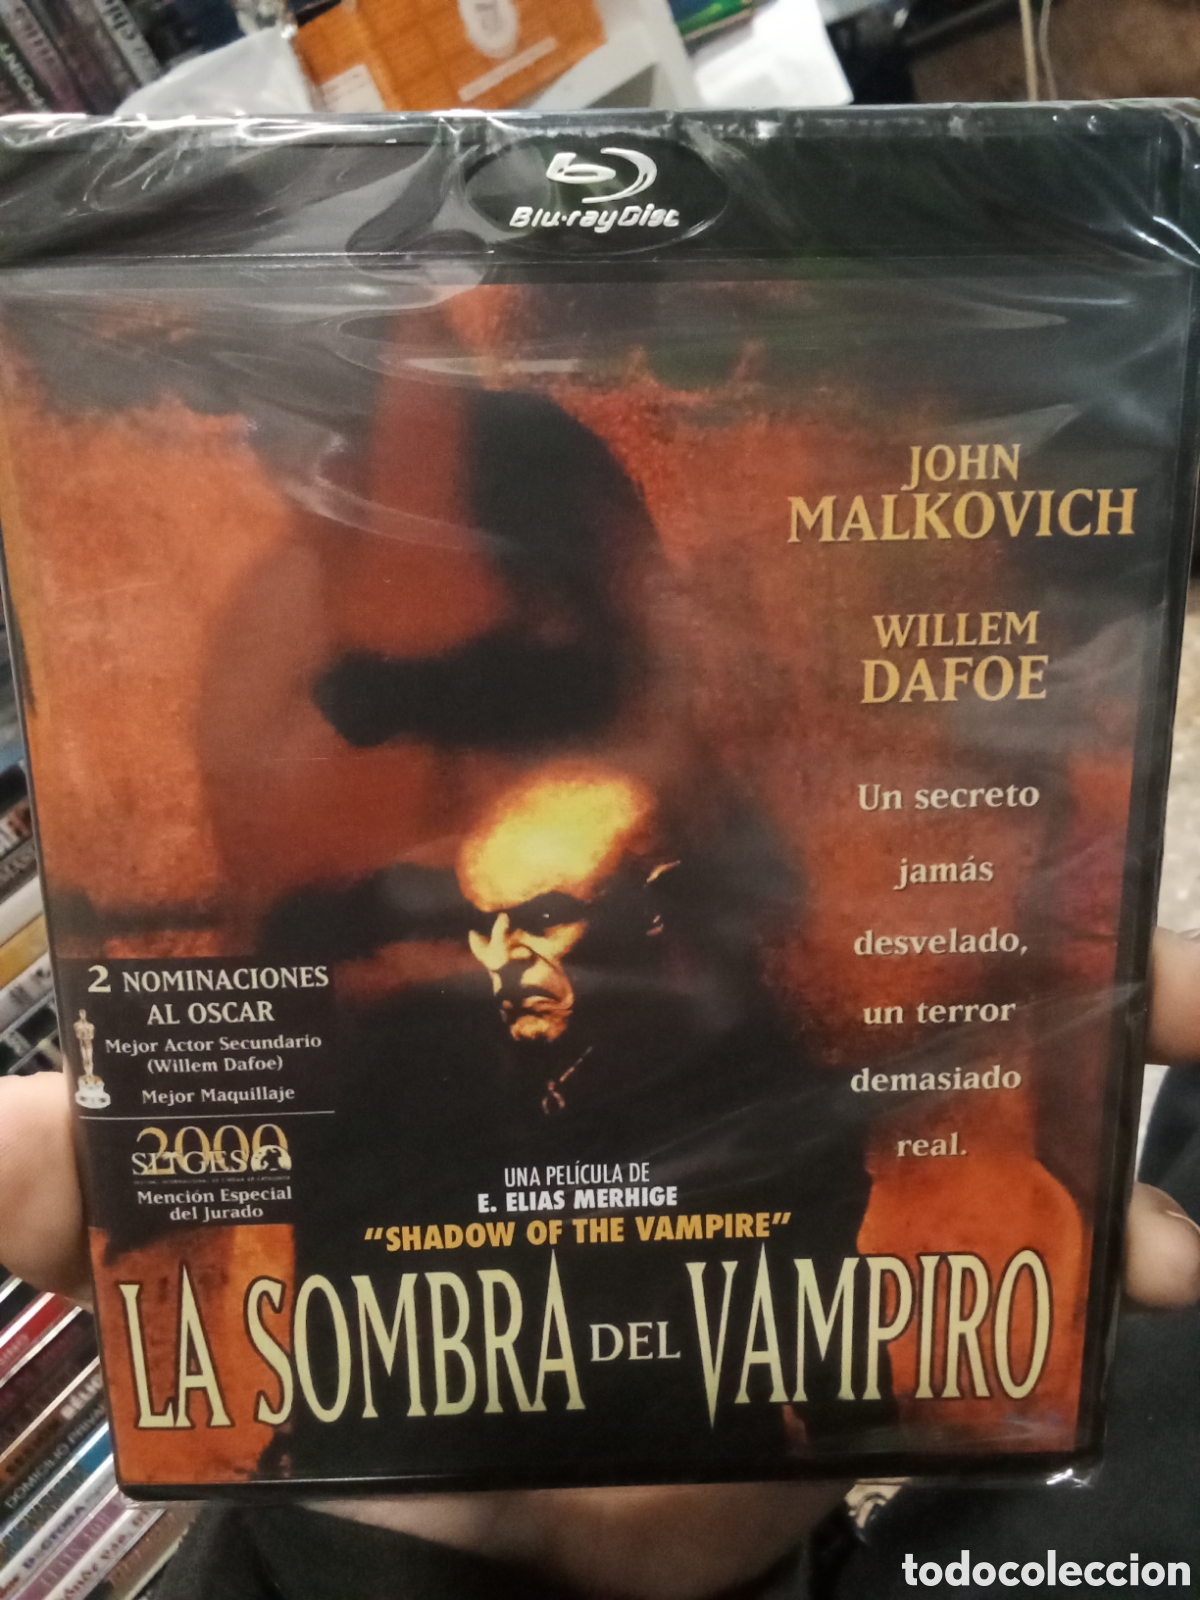 Blu-ray Disc
JOHN
MALKOVICH
WILLEM
DAFOE
Un secreto
jamás
desvelado,
un terror
demasiado
real.
2 NOMINACIONES
AL OSCAR
Mejor Actor Secundario
(Willem Dafoe)
Mejor Maquillaje
2000
SITGES
Mención Especial
del Jurado
UNA PELÍCULA DE
E. ELIAS MERHIGE
"SHADOW OF THE VAMPIRE"
LA SOMBRA DEL VAMPIRO
DOMICILIO
todocoleccion